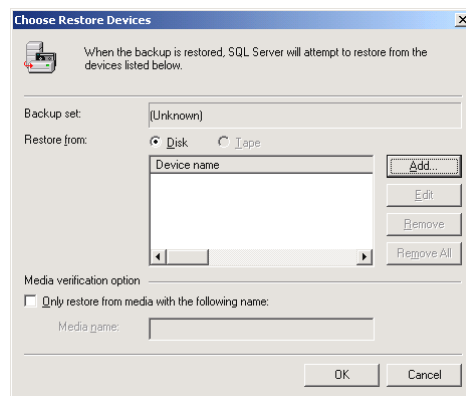 Choose Restore Devices
When the backup is restored, SQL Server will attempt to restore from the
devices listed below.
Backup set:
(Unknown)
Restore from:
Disk
Tape
Device name
Add...
Edit
Remove
Remove All
Media verification option
Only restore from media with the following name:
Media name:
OK
Cancel